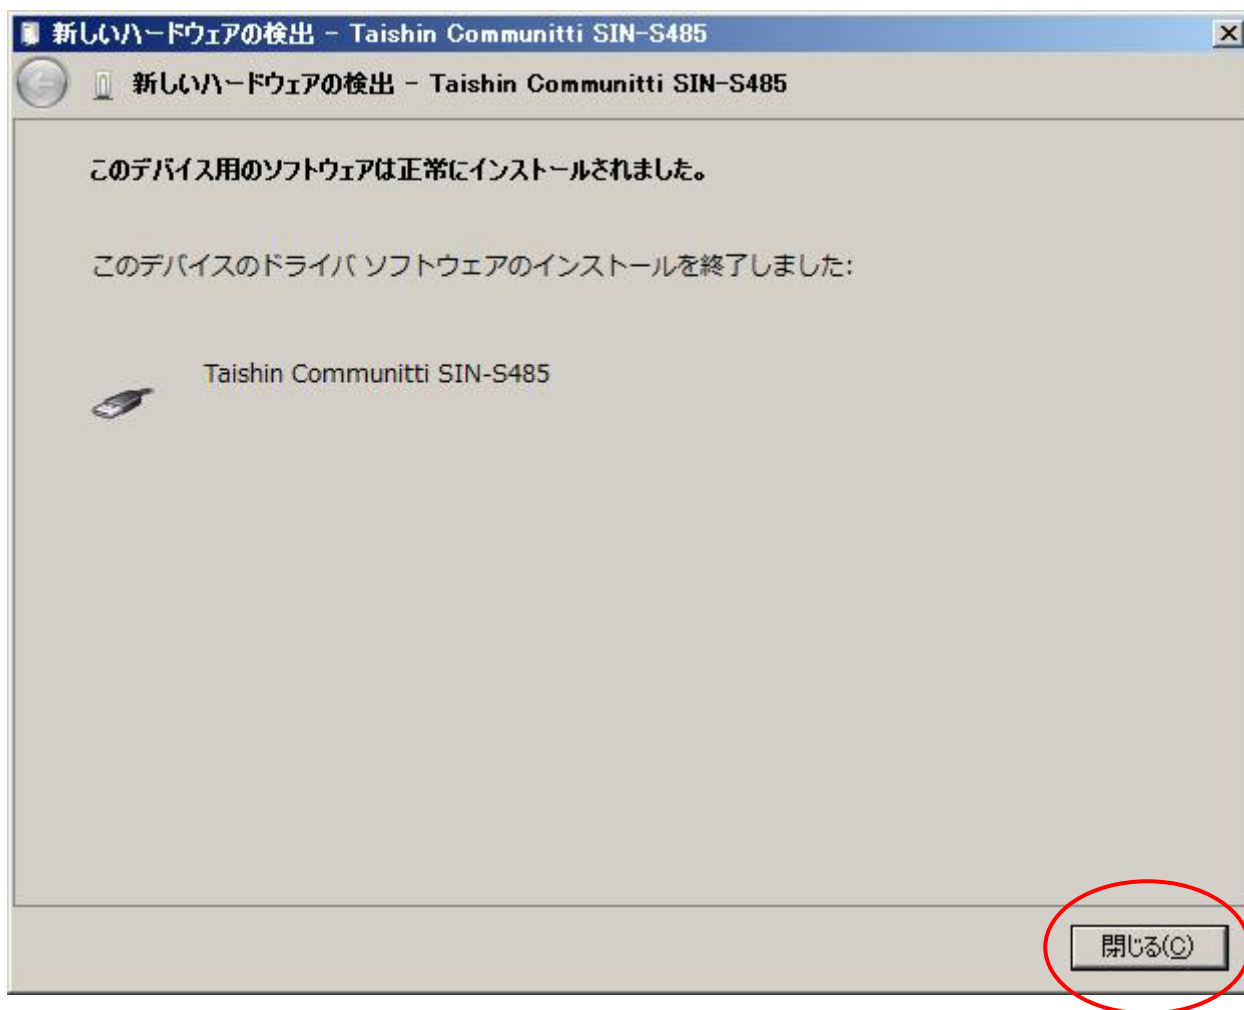 新しいハードウェアの検出 - Taishin Communitti SIN-S485
新しいハードウェアの検出 - Taishin Communitti SIN-S485
このデバイス用のソフトウェアは正常にインストールされました。
このデバイスのドライバ ソフトウェアのインストールを終了しました:
Taishin Communitti SIN-S485
閉じる(C)